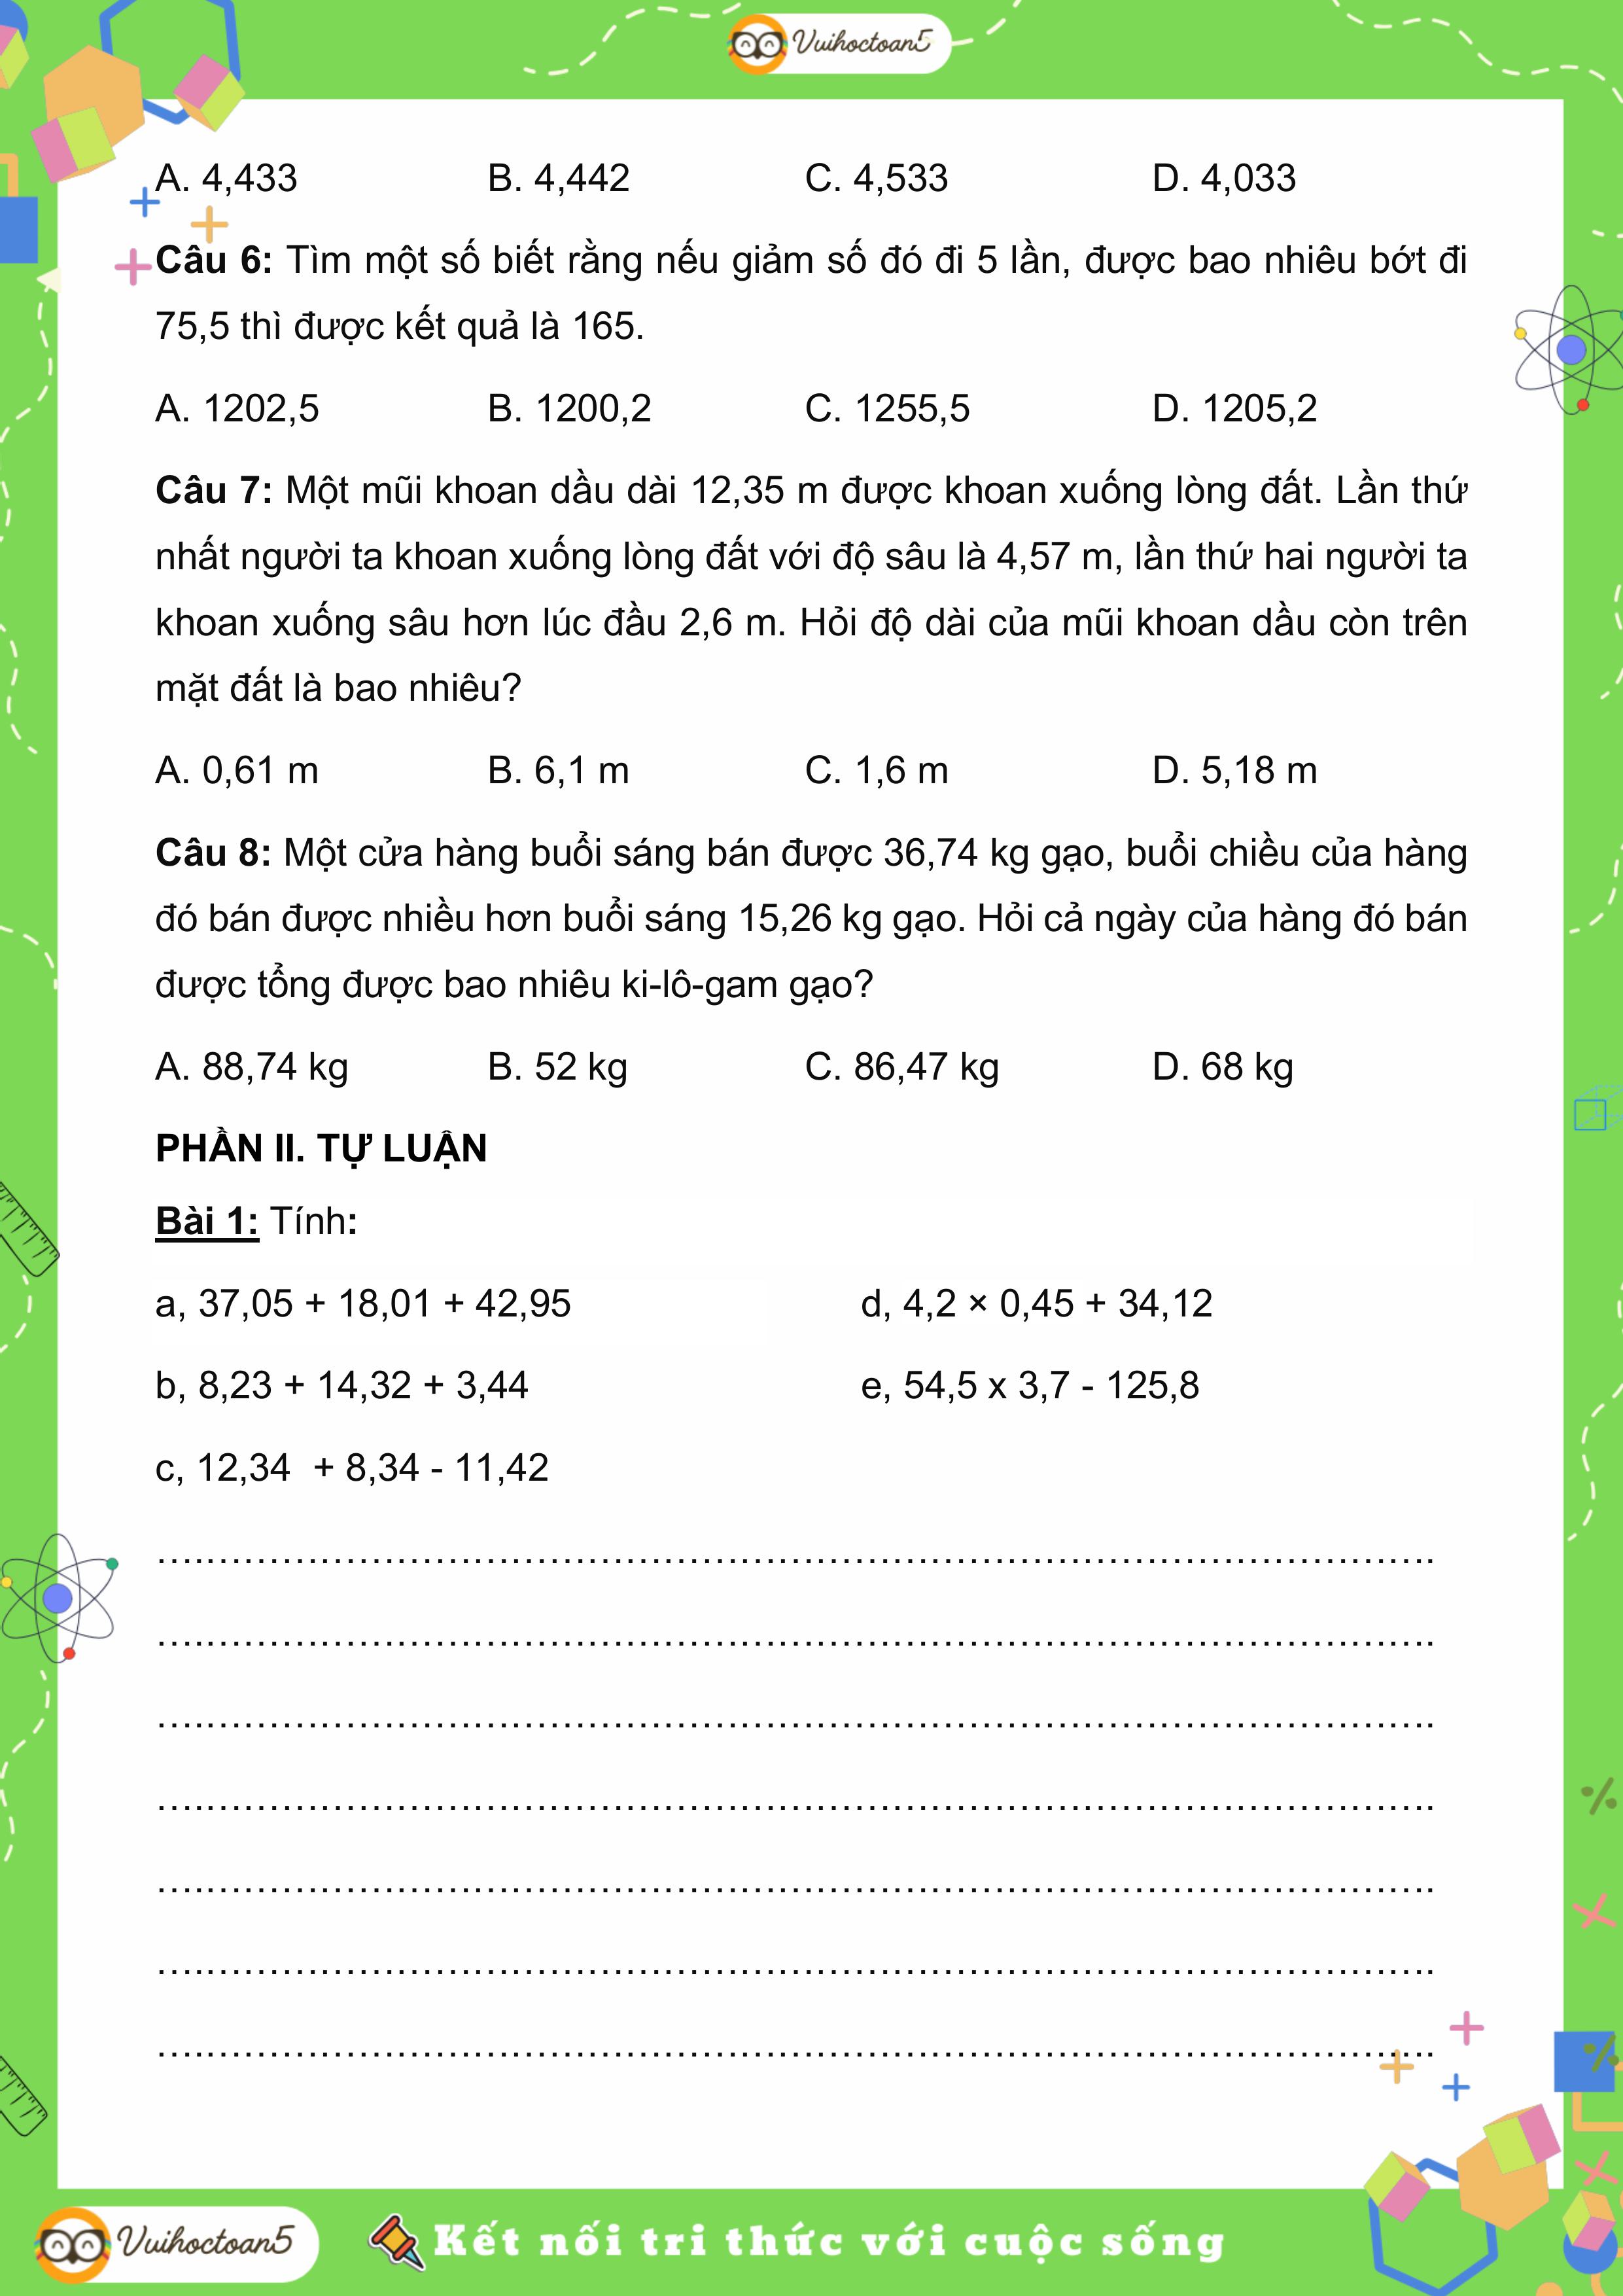 Vuihoctoan5
A. 4,433 B. 4,442 C. 4,533 D. 4,033
Câu 6: Tìm một số biết rằng nếu giảm số đó đi 5 lần, được bao nhiêu bớt đi
75,5 thì được kết quả là 165.
A. 1202,5 B. 1200,2 C. 1255,5 D. 1205,2
Câu 7: Một mũi khoan dầu dài 12,35 m được khoan xuống lòng đất. Lần thứ
nhất người ta khoan xuống lòng đất với độ sâu là 4,57 m, lần thứ hai người ta
khoan xuống sâu hơn lúc đầu 2,6 m. Hỏi độ dài của mũi khoan dầu còn trên
mặt đất là bao nhiêu?
A. 0,61 m B. 6,1 m C. 1,6 m D. 5,18 m
Câu 8: Một cửa hàng buổi sáng bán được 36,74 kg gạo, buổi chiều của hàng
đó bán được nhiều hơn buổi sáng 15,26 kg gạo. Hỏi cả ngày của hàng đó bán
được tổng được bao nhiêu ki-lô-gam gạo?
A. 88,74 kg B. 52 kg C. 86,47 kg D. 68 kg
PHẦN II. TỰ LUẬN
Bài 1: Tính:
a, 37,05 + 18,01 + 42,95 d, 4,2 × 0,45 + 34,12
b, 8,23 + 14,32 + 3,44 e, 54,5 x 3,7 - 125,8
c, 12,34 + 8,34 - 11,42
Vuihoctoan5 Kết nối tri thức với cuộc sống